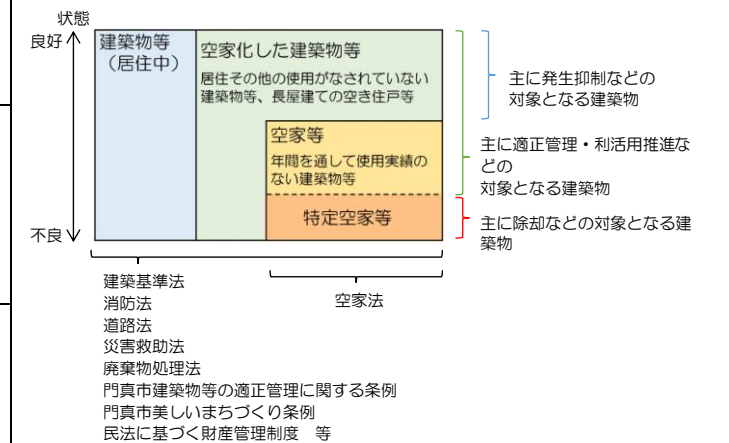 状態
良好
不良
建築物等
（居住中）
空家化した建築物等
居住その他の使用がなされていない
建築物等、長屋建ての空き住戸等
空家等
年間を通して使用実績の
ない建築物等
特定空家等
主に発生抑制などの
対象となる建築物
主に適正管理・利活用推進な
どの
対象となる建築物
主に除却などの対象となる建
築物
建築基準法
消防法
道路法
災害救助法
廃棄物処理法
門真市建築物等の適正管理に関する条例
門真市美しいまちづくり条例
民法に基づく財産管理制度　等
空家法